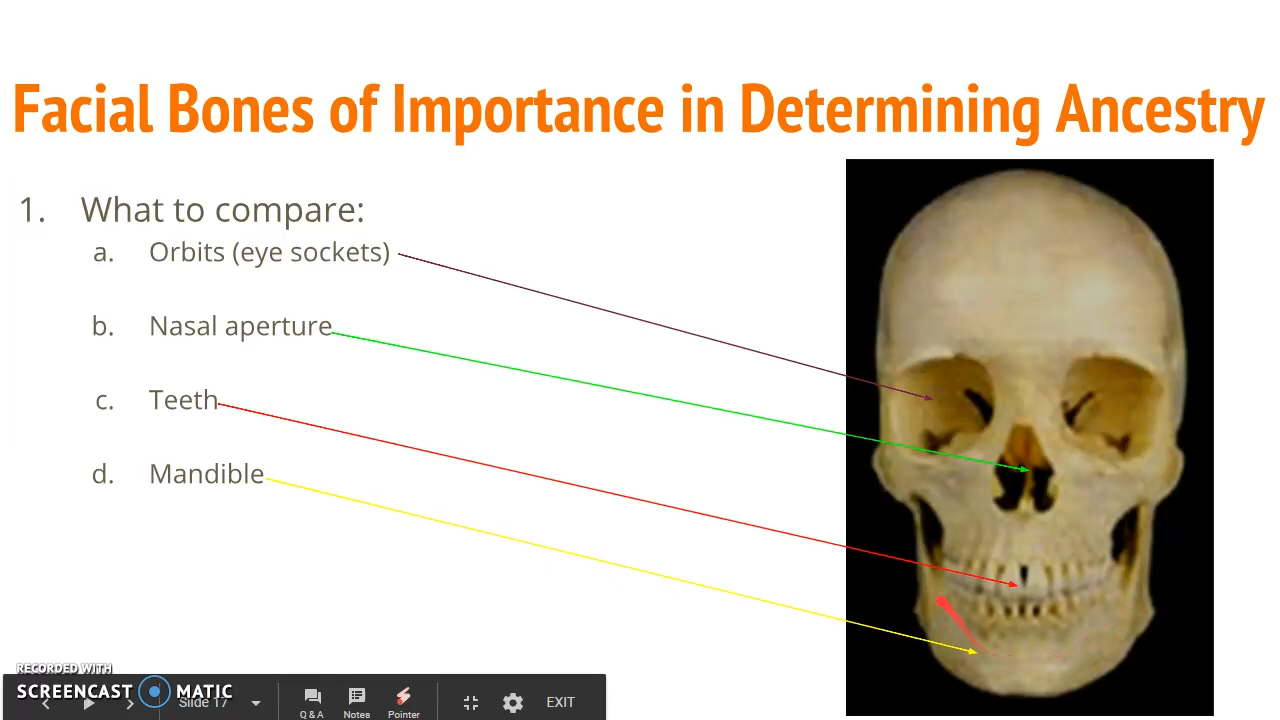 Facial Bones of Importance in Determining Ancestry
1. What to compare:
a. Orbits (eye sockets)
b. Nasal aperture
c. Teeth
d. Mandible
RECORDED WITH
SCREENCAST MATIC
Slide 17
Q & A Notes Pointer EXIT